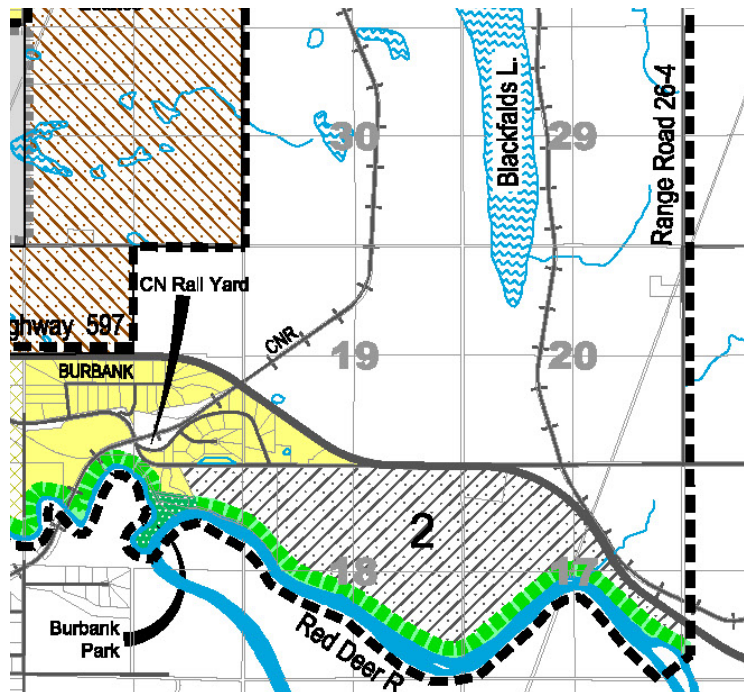 Blackfalds L.
Range Road 26-4
30
29
CN Rail Yard
ghway 597
CNR
19
20
BURBANK
2
18
17
Burbank
Park
Red Deer R